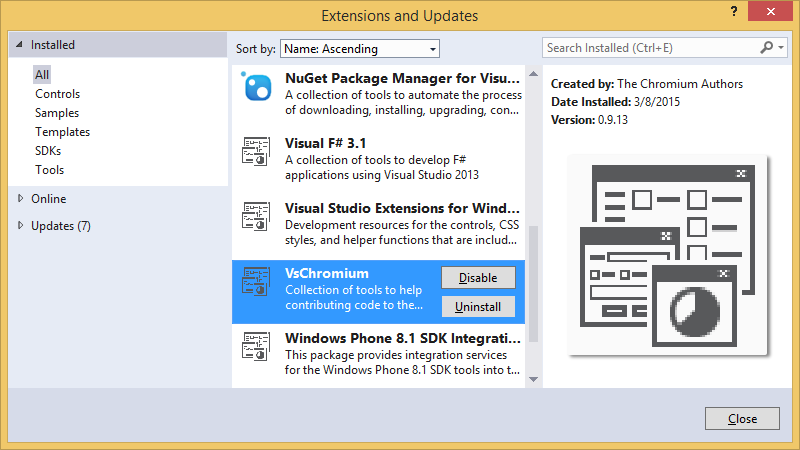 Extensions and Updates
?
Installed
All
Controls
Samples
Templates
SDKs
Tools
Online
Updates (7)
Sort by: Name: Ascending
NuGet Package Manager for Visu...
A collection of tools to automate the process
of downloading, installing, upgrading, con...
Visual F# 3.1
A collection of tools to develop F#
applications using Visual Studio 2013
Visual Studio Extensions for Wind...
Development resources for the controls, CSS
styles, and helper functions that are includ...
VsChromium
Collection of tools to help
contributing code to the...
Disable
Uninstall
Windows Phone 8.1 SDK Integrati...
This package provides integration services
for the Windows Phone 8.1 SDK tools into t...
Search Installed (Ctrl+E)
Created by: The Chromium Authors
Date Installed: 3/8/2015
Version: 0.9.13
Close